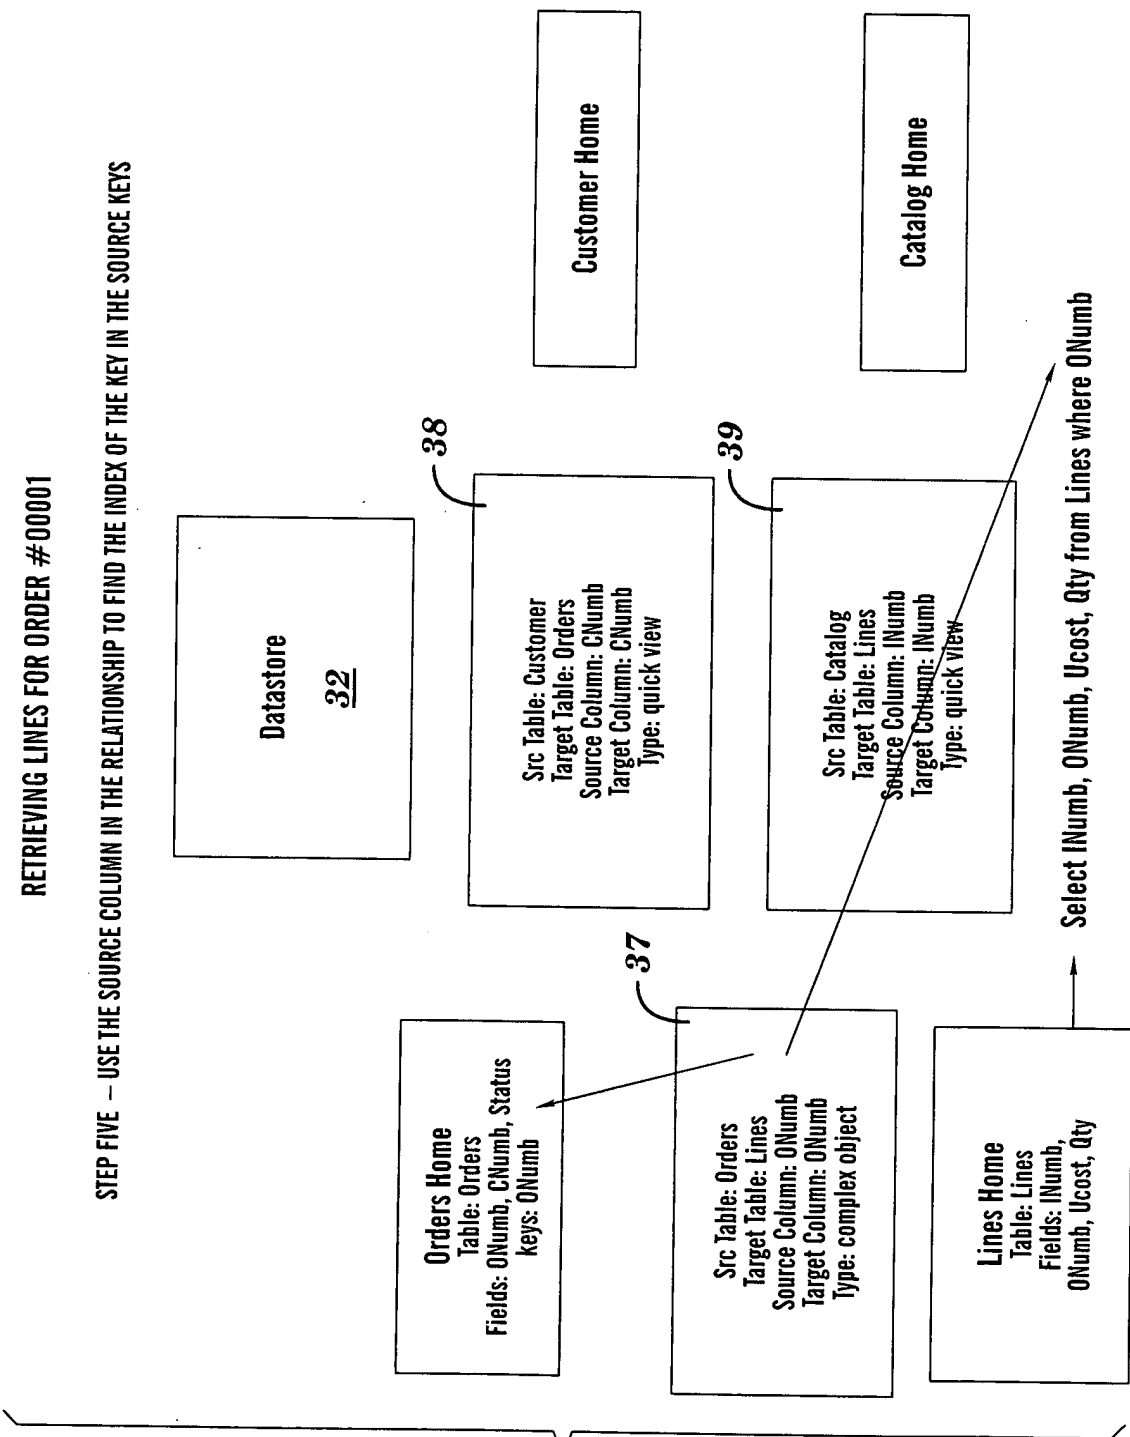 RETRIEVING LINES FOR ORDER #00001
STEP FIVE – USE THE SOURCE COLUMN IN THE RELATIONSHIP TO FIND THE INDEX OF THE KEY IN THE SOURCE KEYS
Datastore
32
Orders Home
Table: Orders
Fields: ONumb, CNumb, Status
keys: ONumb
38
Src Table: Customer
Target Table: Orders
Source Column: CNumb
Target Column: CNumb
Type: quick view
Customer Home
37
Src Table: Orders
Target Table: Lines
Source Column: ONumb
Target Column: ONumb
Type: complex object
39
Src Table: Catalog
Target Table: Lines
Source Column: INumb
Target Column: INumb
Type: quick view
Catalog Home
Lines Home
Table: Lines
Fields: INumb,
ONumb, Ucost, Qty
Select INumb, ONumb, Ucost, Qty from Lines where ONumb